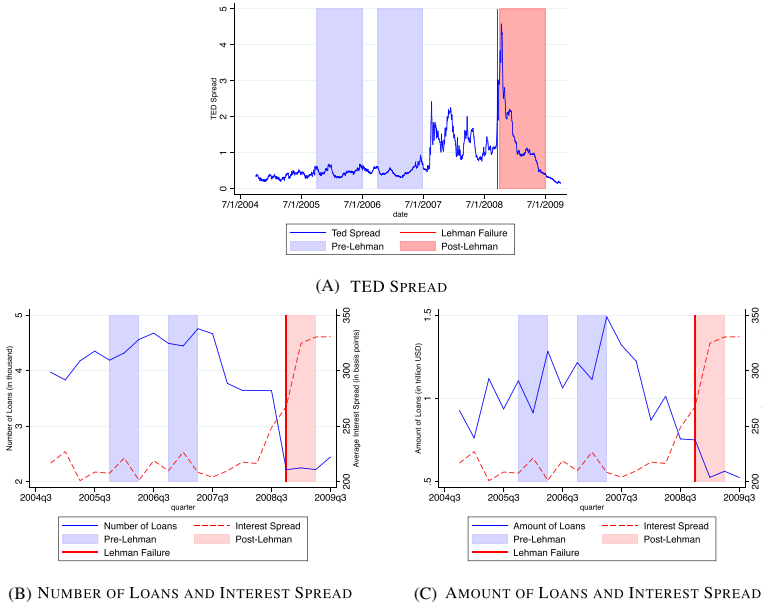 TED Spread
5
4
3
2
1
0
7/1/2004 7/1/2005 7/1/2006 7/1/2007 7/1/2008 7/1/2009
date
Ted Spread Lehman Failure
Pre-Lehman Post-Lehman
(A) TED SPREAD
Number of Loans (in thousand)
5
4
3
2
350
300
250
200
Average Interest Spread (in basis points)
2004q3 2005q3 2006q3 2007q3 2008q3 2009q3
quarter
Number of Loans Interest Spread
Pre-Lehman Post-Lehman
Lehman Failure
(B) NUMBER OF LOANS AND INTEREST SPREAD
Amount of Loans (in trillion USD)
1.5
1
.5
350
300
250
200
2004q3 2005q3 2006q3 2007q3 2008q3 2009q3
quarter
Amount of Loans Interest Spread
Pre-Lehman Post-Lehman
Lehman Failure
(C) AMOUNT OF LOANS AND INTEREST SPREAD